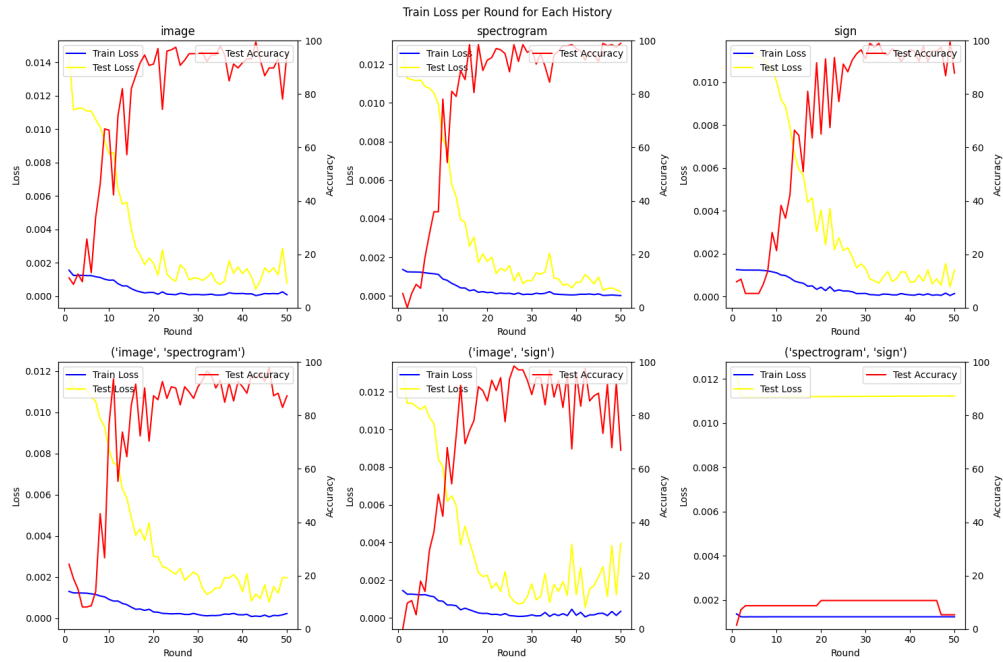 Train Loss per Round for Each History
image
Train Loss
Test Loss
Test Accuracy
0.014
0.012
0.010
0.008
0.006
0.004
0.002
0.000
100
80
60
40
20
0
Loss
Accuracy
0 10 20 30 40 50
Round
spectrogram
Train Loss
Test Loss
Test Accuracy
0.012
0.010
0.008
0.006
0.004
0.002
0.000
100
80
60
40
20
0
Loss
Accuracy
0 10 20 30 40 50
Round
sign
Train Loss
Test Loss
Test Accuracy
0.010
0.008
0.006
0.004
0.002
0.000
100
80
60
40
20
0
Loss
Accuracy
0 10 20 30 40 50
Round
('image', 'spectrogram')
Train Loss
Test Loss
Test Accuracy
0.012
0.010
0.008
0.006
0.004
0.002
0.000
100
80
60
40
20
0
Loss
Accuracy
0 10 20 30 40 50
Round
('image', 'sign')
Train Loss
Test Loss
Test Accuracy
0.012
0.010
0.008
0.006
0.004
0.002
0.000
100
80
60
40
20
0
Loss
Accuracy
0 10 20 30 40 50
Round
('spectrogram', 'sign')
Train Loss
Test Loss
Test Accuracy
0.012
0.010
0.008
0.006
0.004
0.002
100
80
60
40
20
0
Loss
Accuracy
0 10 20 30 40 50
Round